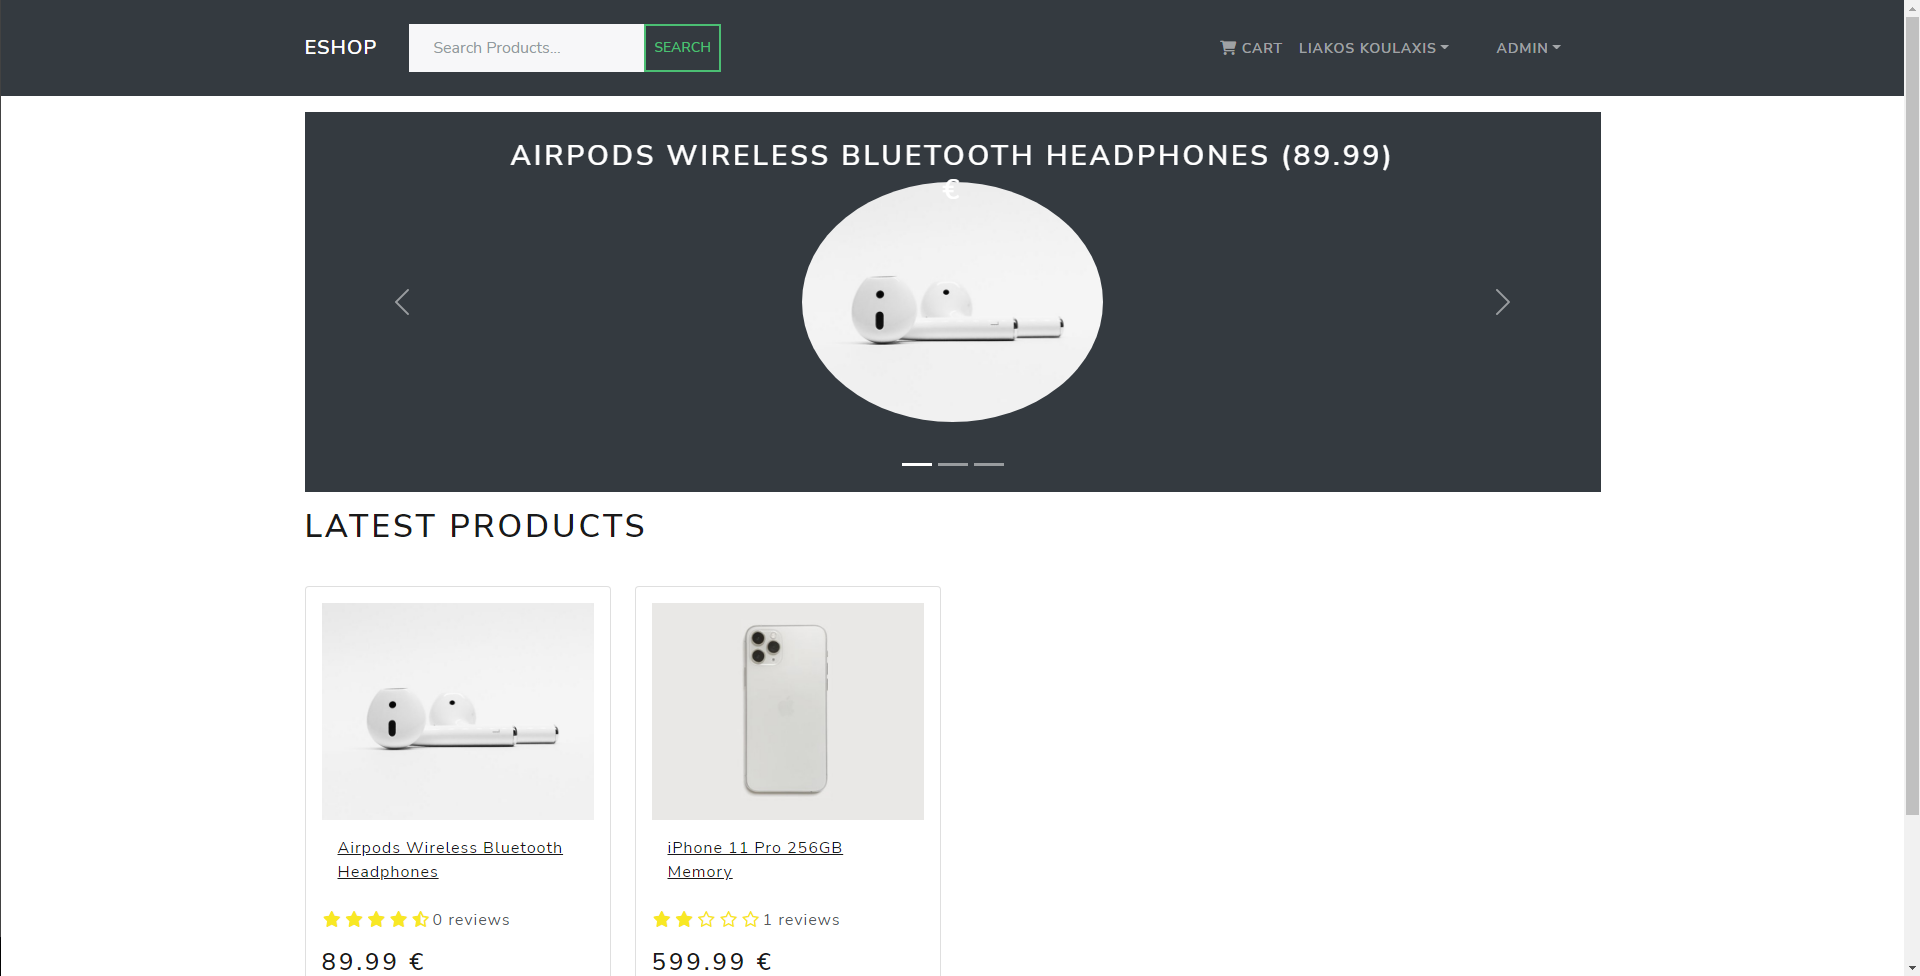 ESHOP
Search Products...
SEARCH
CART
LIAKOS KOULAXIS
ADMIN
AIRPODS WIRELESS BLUETOOTH HEADPHONES (89.99)
€
LATEST PRODUCTS
Airpods Wireless Bluetooth
Headphones
0 reviews
89.99 €
iPhone 11 Pro 256GB
Memory
1 reviews
599.99 €